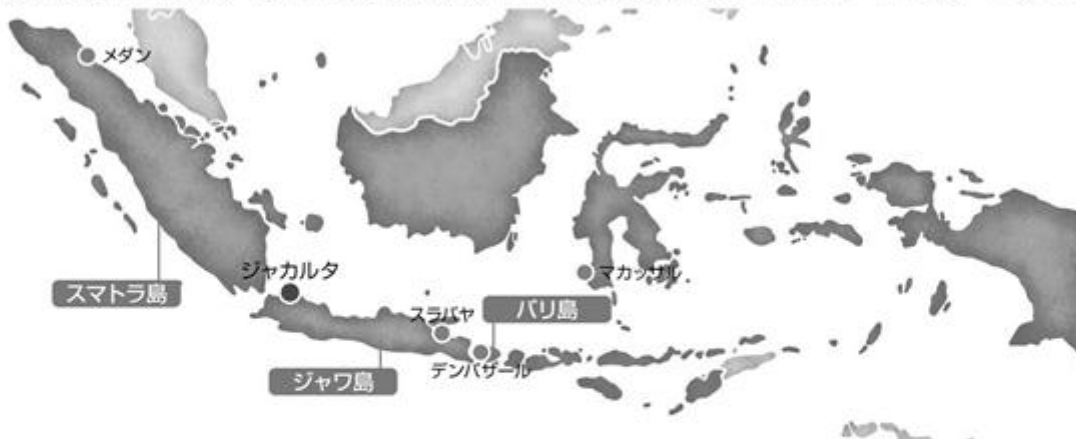 メダン
スマトラ島
ジャカルタ
スラバヤ
バリ島
マカッサル
デンパサール
ジャワ島